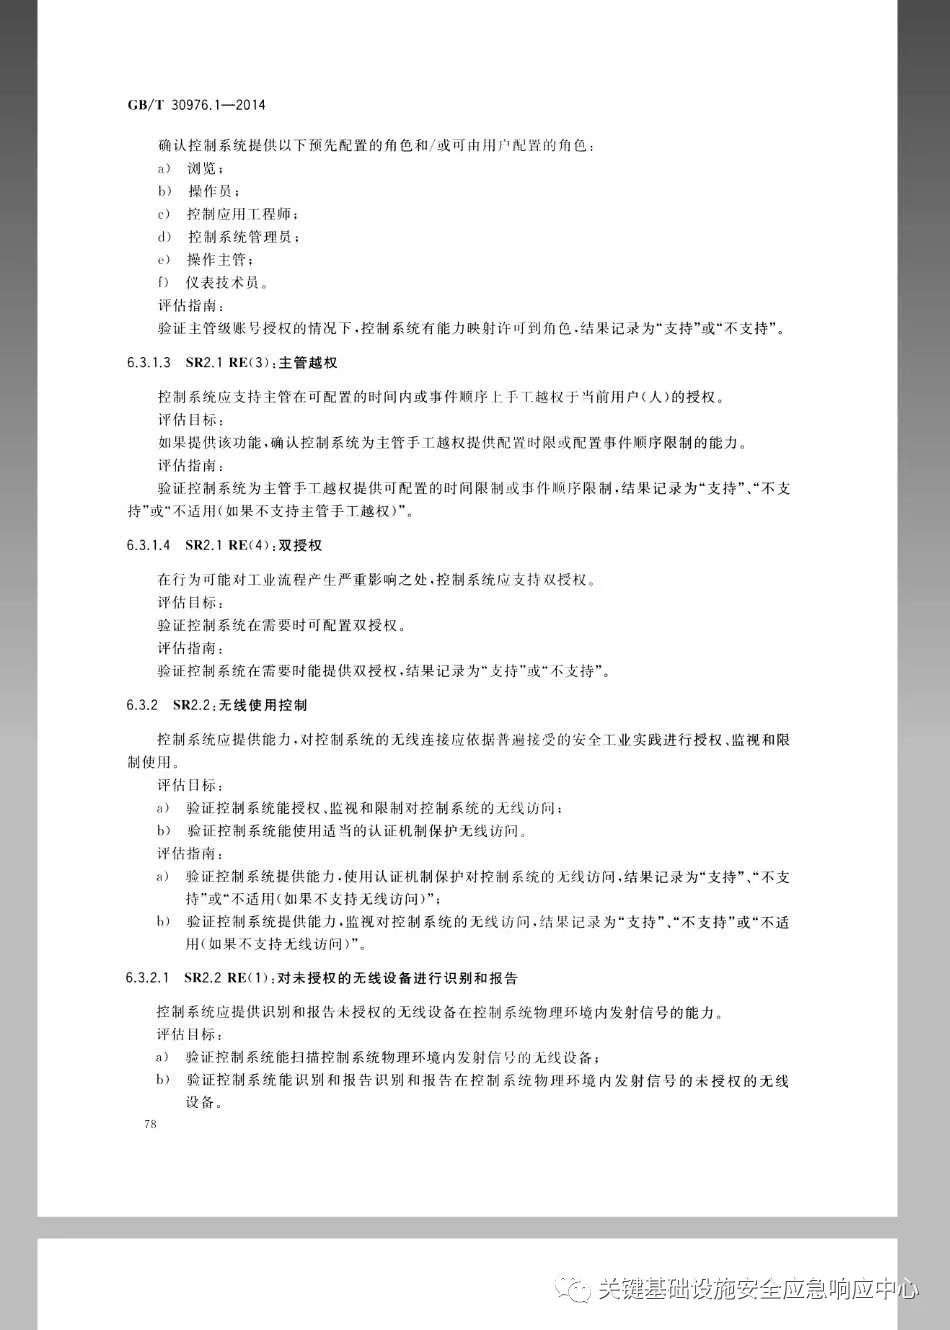 GB/T 30976.1—2014
确认控制系统提供以下预先配置的角色和/或可由用户配置的角色:
a) 浏览;
b) 操作员;
c) 控制应用工程师;
d) 控制系统管理员;
e) 操作主管;
f) 仪表技术员。
评估指南:
验证主管级账号授权的情况下,控制系统有能力映射许可到角色,结果记录为“支持”或“不支持”。
6.3.1.3 SR2.1 RE(3):主管越权
控制系统应支持主管在可配置的时间内或事件顺序上手工越权于当前用户(人)的授权。
评估目标:
如果提供该功能,确认控制系统为主管手工越权提供配置时限或配置事件顺序限制的能力。
评估指南:
验证控制系统为主管手工越权提供可配置的时间限制或事件顺序限制,结果记录为“支持”、“不支
持”或“不适用(如果不支持主管手工越权)”。
6.3.1.4 SR2.1 RE(4):双授权
在行为可能对工业流程产生严重影响之处,控制系统应支持双授权。
评估目标:
验证控制系统在需要时可配置双授权。
评估指南:
验证控制系统在需要时能提供双授权,结果记录为“支持”或“不支持”。
6.3.2 SR2.2:无线使用控制
控制系统应提供能力,对控制系统的无线连接应依据普遍接受的安全工业实践进行授权、监视和限
制使用。
评估目标:
a) 验证控制系统能授权、监视和限制对控制系统的无线访问;
b) 验证控制系统能使用适当的认证机制保护无线访问。
评估指南:
a) 验证控制系统提供能力,使用认证机制保护对控制系统的无线访问,结果记录为“支持”、“不支
持”或“不适用(如果不支持无线访问)”;
b) 验证控制系统提供能力,监视对控制系统的无线访问,结果记录为“支持”、“不支持”或“不适
用(如果不支持无线访问)”。
6.3.2.1 SR2.2 RE(1):对未授权的无线设备进行识别和报告
控制系统应提供识别和报告未授权的无线设备在控制系统物理环境内发射信号的能力。
评估目标:
a) 验证控制系统能扫描控制系统物理环境内发射信号的无线设备;
b) 验证控制系统能识别和报告识别和报告在控制系统物理环境内发射信号的未授权的无线
设备。
78
关键基础设施安全应急响应中心